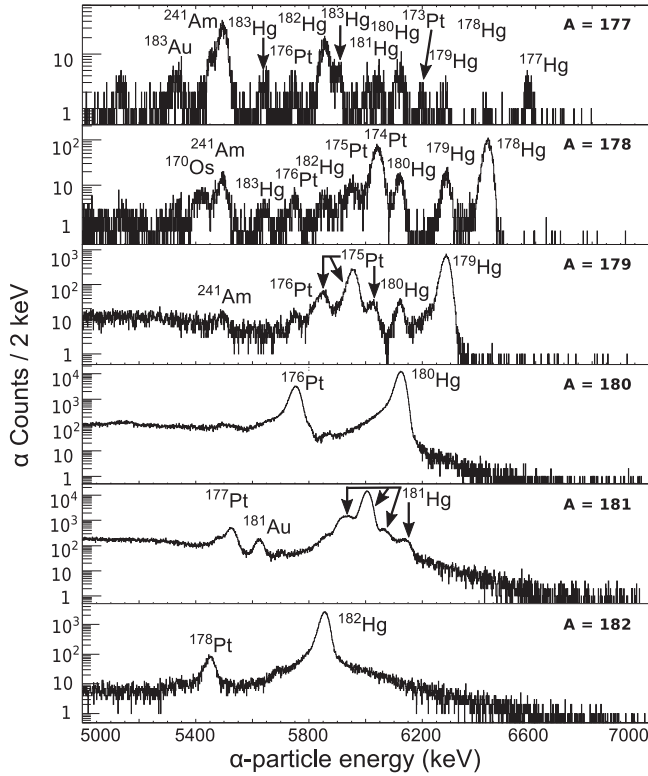 A = 177
10
1
¹⁸³Au
²⁴¹Am
¹⁸³Hg
¹⁷⁶Pt
¹⁸²Hg
¹⁸³Hg
¹⁸¹Hg
¹⁸⁰Hg
¹⁷³Pt
¹⁷⁹Hg
¹⁷⁸Hg
¹⁷⁷Hg
A = 178
10²
10
1
¹⁷⁰Os
²⁴¹Am
¹⁸³Hg
¹⁷⁶Pt
¹⁸²Hg
¹⁷⁵Pt
¹⁷⁴Pt
¹⁸⁰Hg
¹⁷⁹Hg
¹⁷⁸Hg
A = 179
10³
10²
10
1
²⁴¹Am
¹⁷⁶Pt
¹⁷⁵Pt
¹⁸⁰Hg
¹⁷⁹Hg
A = 180
10⁴
10³
10²
10
1
¹⁷⁶Pt
¹⁸⁰Hg
A = 181
10⁴
10³
10²
10
1
¹⁷⁷Pt
¹⁸¹Au
¹⁸¹Hg
A = 182
10³
10²
10
1
¹⁷⁸Pt
¹⁸²Hg
5000 5400 5800 6200 6600 7000
α-particle energy (keV)
α Counts / 2 keV